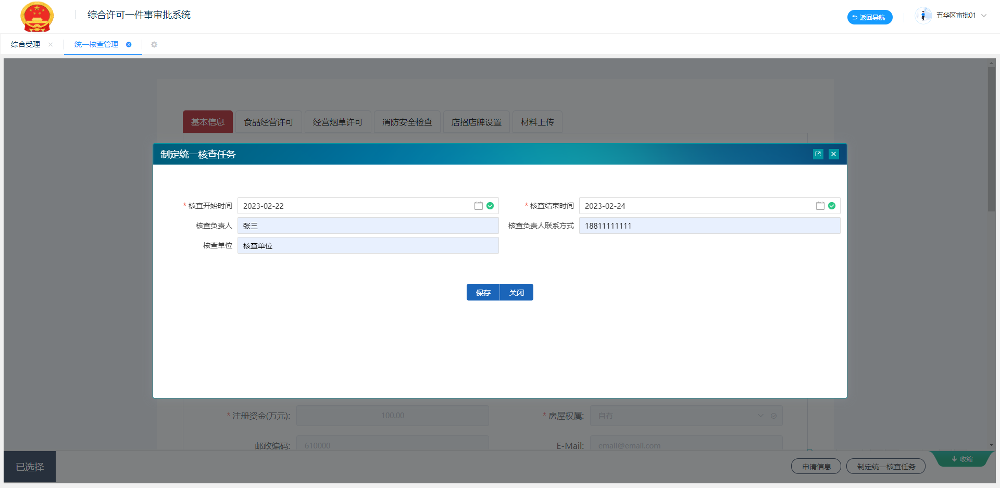 综合许可一件事审批系统
返回导航
五华区审批01
综合受理
统一核查管理
基本信息
食品经营许可
经营烟草许可
消防安全检查
店招店牌设置
材料上传
制定统一核查任务
* 核查开始时间 2023-02-22
* 核查结束时间 2023-02-24
核查负责人 张三
核查负责人联系方式 18811111111
核查单位 核查单位
保存
关闭
* 注册资金(万元): 100.00
* 房屋权属: 自有
邮政编码: 610000
E-Mail: email@email.com
已选择
申请信息
制定统一核查任务
收缩